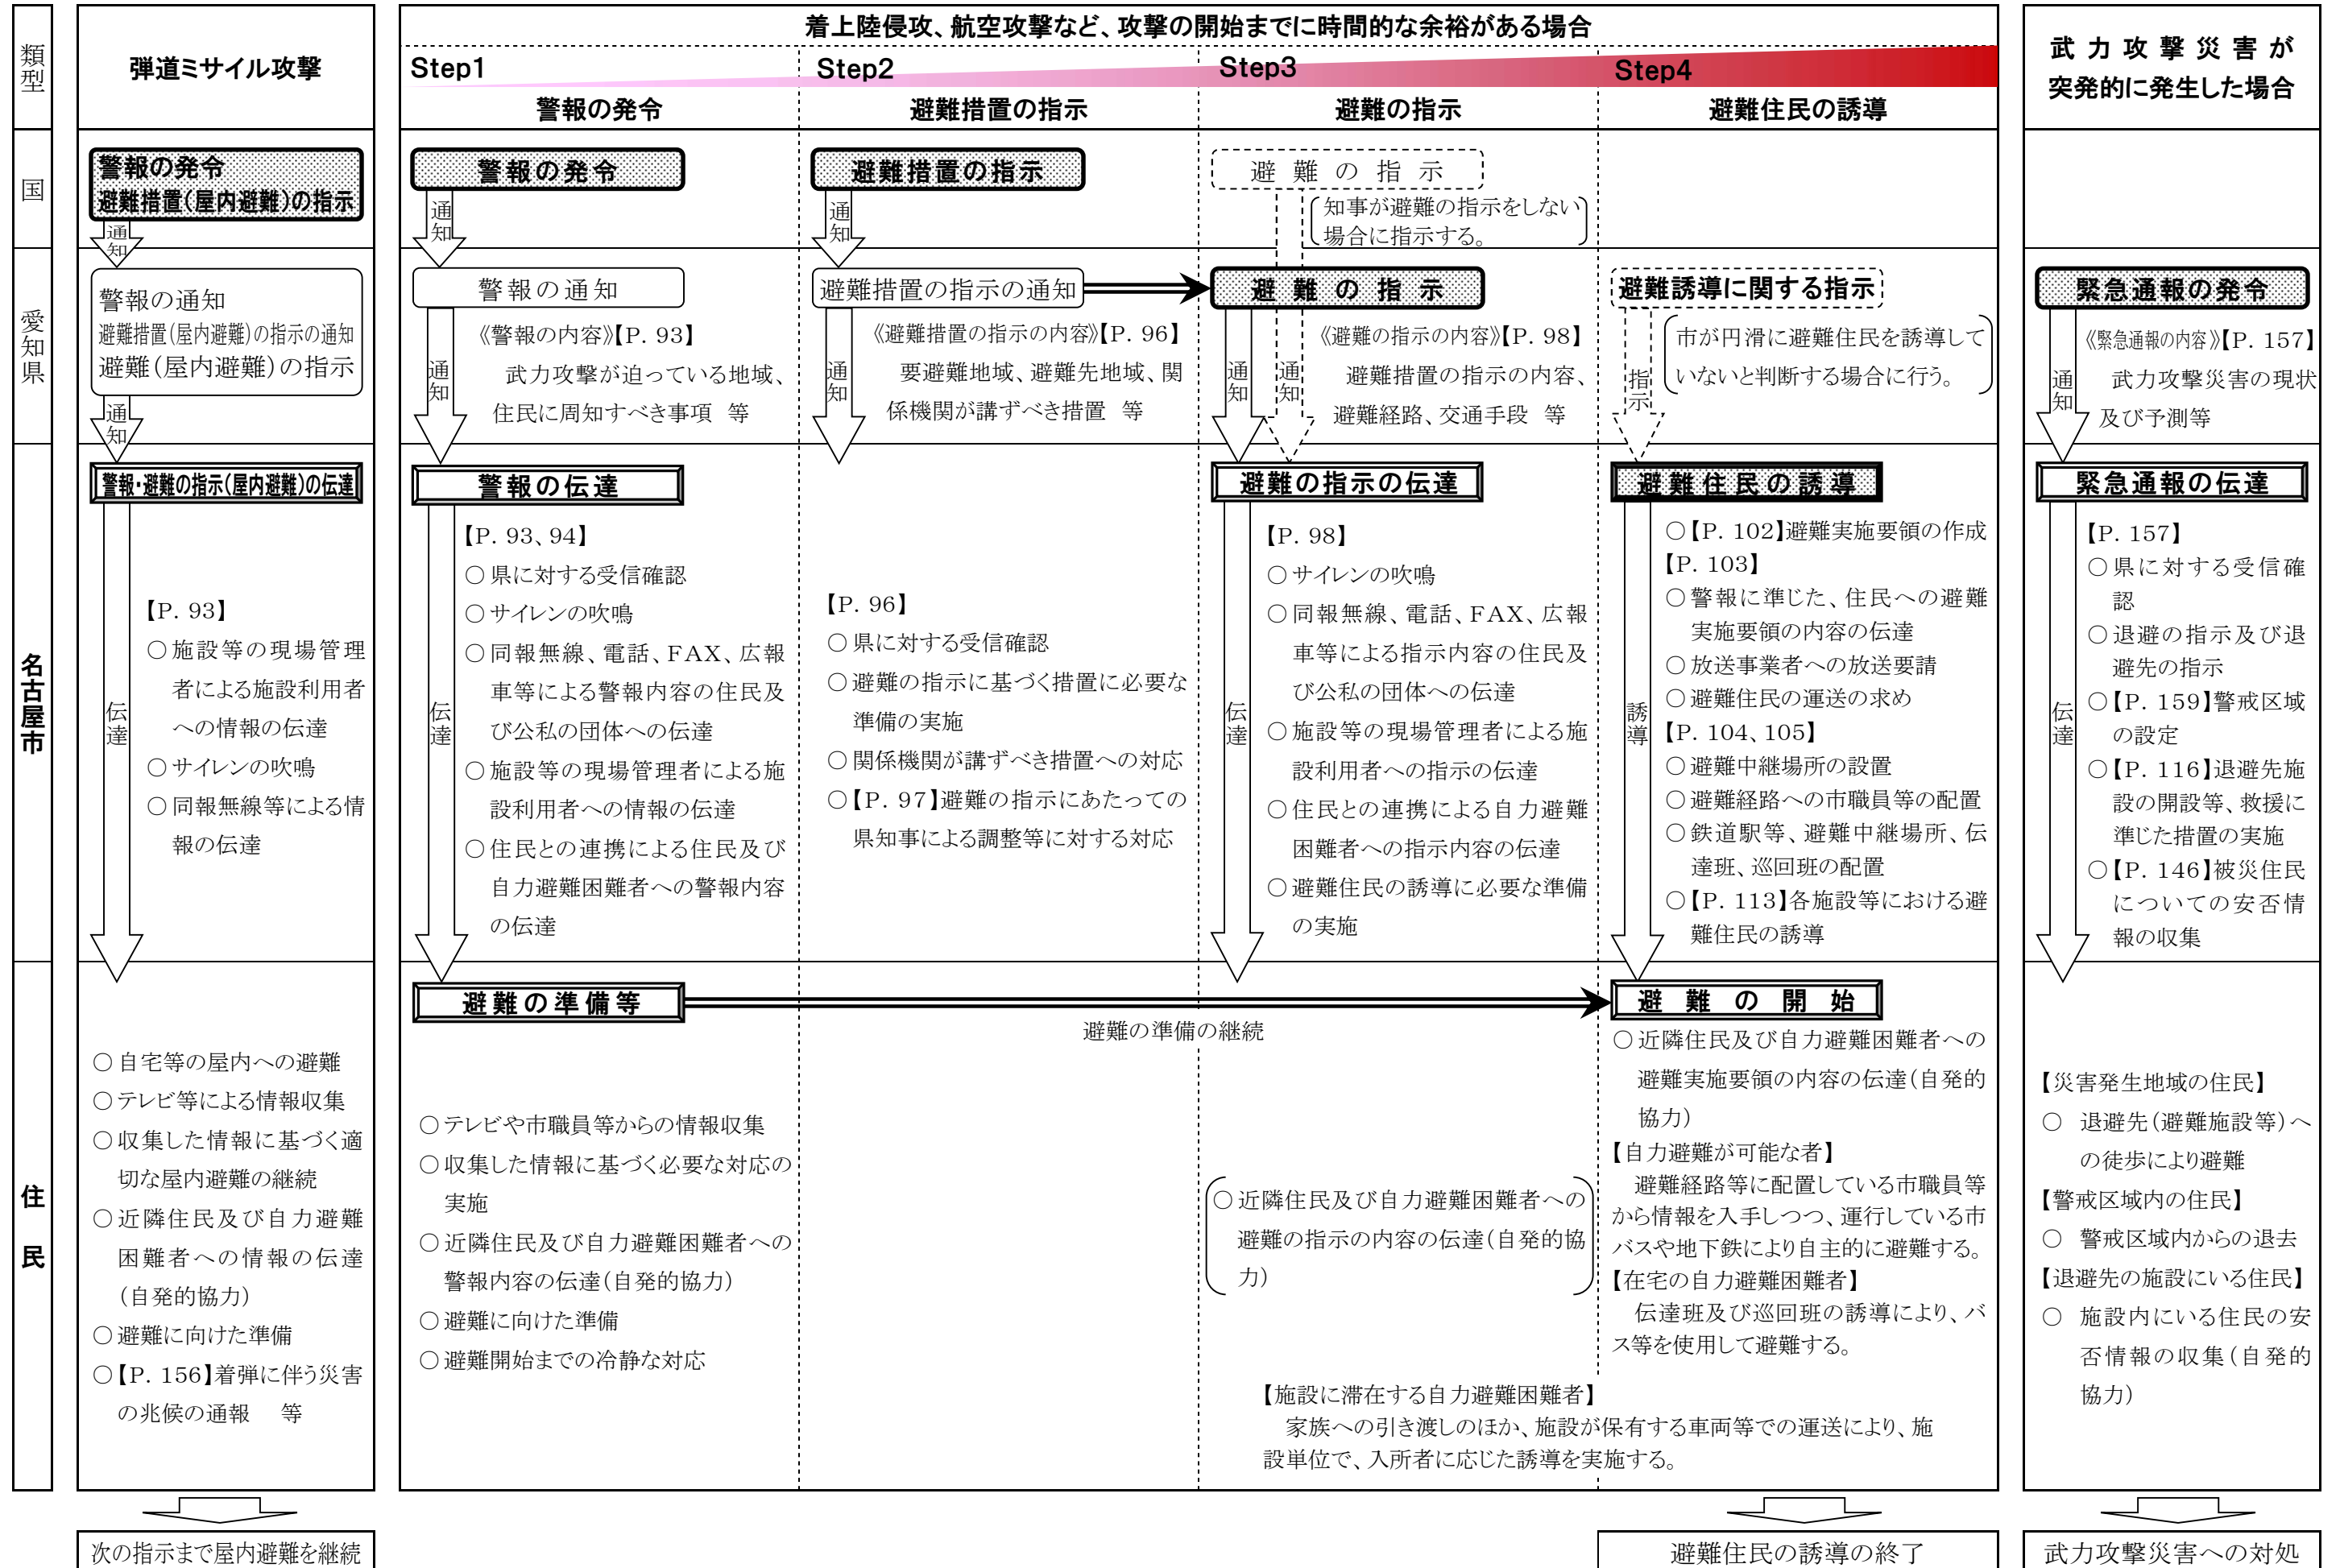 類型
国
愛知県
名古屋市
住民
弾道ミサイル攻撃
警報の発令
避難措置(屋内避難)の指示
通知
警報の通知
避難措置(屋内避難)の指示の通知
避難(屋内避難)の指示
通知
警報・避難の指示(屋内避難)の伝達
伝達
【P. 93】
○施設等の現場管理
者による施設利用者
への情報の伝達
○サイレンの吹鳴
○同報無線等による情
報の伝達
○自宅等の屋内への避難
○テレビ等による情報収集
○収集した情報に基づく適
切な屋内避難の継続
○近隣住民及び自力避難
困難者への情報の伝達
(自発的協力)
○避難に向けた準備
○【P. 156】着弾に伴う災害
の兆候の通報 等
次の指示まで屋内避難を継続
着上陸侵攻、航空攻撃など、攻撃の開始までに時間的な余裕がある場合
Step1
警報の発令
警報の発令
通知
警報の通知
通知
《警報の内容》【P. 93】
武力攻撃が迫っている地域、
住民に周知すべき事項 等
警報の伝達
伝達
【P. 93、94】
○県に対する受信確認
○サイレンの吹鳴
○同報無線、電話、FAX、広報
車等による警報内容の住民及
び公私の団体への伝達
○施設等の現場管理者による施
設利用者への情報の伝達
○住民との連携による住民及び
自力避難困難者への警報内容
の伝達
避難の準備等
避難の準備の継続
○テレビや市職員等からの情報収集
○収集した情報に基づく必要な対応の
実施
○近隣住民及び自力避難困難者への
警報内容の伝達(自発的協力)
○避難に向けた準備
○避難開始までの冷静な対応
Step2
避難措置の指示
避難措置の指示
通知
避難措置の指示の通知
通知
《避難措置の指示の内容》【P. 96】
要避難地域、避難先地域、関
係機関が講ずべき措置 等
【P. 96】
○県に対する受信確認
○避難の指示に基づく措置に必要な
準備の実施
○関係機関が講ずべき措置への対応
○【P. 97】避難の指示にあたっての
県知事による調整等に対する対応
Step3
避難の指示
避難の指示
知事が避難の指示をしない
場合に指示する。
避難の指示
通知
通知
《避難の指示の内容》【P. 98】
避難措置の指示の内容、
避難経路、交通手段 等
避難の指示の伝達
伝達
【P. 98】
○サイレンの吹鳴
○同報無線、電話、FAX、広報
車等による指示内容の住民及
び公私の団体への伝達
○施設等の現場管理者による施
設利用者への指示の伝達
○住民との連携による自力避難
困難者への指示内容の伝達
○避難住民の誘導に必要な準備
の実施
○近隣住民及び自力避難困難者への
避難の指示の内容の伝達(自発的協
力)
Step4
避難住民の誘導
避難誘導に関する指示
指示
市が円滑に避難住民を誘導して
いないと判断する場合に行う。
避難住民の誘導
誘導
○【P. 102】避難実施要領の作成
【P. 103】
○警報に準じた、住民への避難
実施要領の内容の伝達
○放送事業者への放送要請
○避難住民の運送の求め
【P. 104、105】
○避難中継場所の設置
○避難経路への市職員等の配置
○鉄道駅等、避難中継場所、伝
達班、巡回班の配置
○【P. 113】各施設等における避
難住民の誘導
避難の開始
○近隣住民及び自力避難困難者への
避難実施要領の内容の伝達(自発的
協力)
【自力避難が可能な者】
避難経路等に配置している市職員等
から情報を入手しつつ、運行している市
バスや地下鉄により自主的に避難する。
【在宅の自力避難困難者】
伝達班及び巡回班の誘導により、バ
ス等を使用して避難する。
【施設に滞在する自力避難困難者】
家族への引き渡しのほか、施設が保有する車両等での運送により、施
設単位で、入所者に応じた誘導を実施する。
避難住民の誘導の終了
武力攻撃災害が
突発的に発生した場合
緊急通報の発令
通知
《緊急通報の内容》【P. 157】
武力攻撃災害の現状
及び予測等
緊急通報の伝達
伝達
【P. 157】
○県に対する受信確
認
○退避の指示及び退
避先の指示
○【P. 159】警戒区域
の設定
○【P. 116】退避先施
設の開設等、救援に
準じた措置の実施
○【P. 146】被災住民
についての安否情
報の収集
【災害発生地域の住民】
○ 退避先(避難施設等)へ
の徒歩により避難
【警戒区域内の住民】
○ 警戒区域内からの退去
【退避先の施設にいる住民】
○ 施設内にいる住民の安
否情報の収集(自発的
協力)
武力攻撃災害への対処